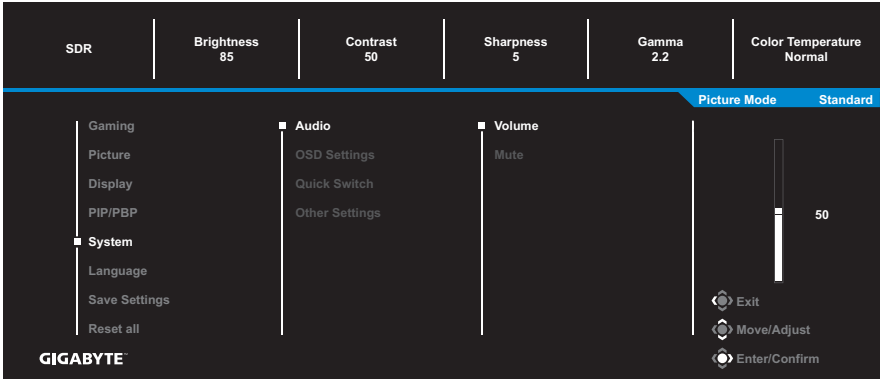 SDR
Brightness
85
Contrast
50
Sharpness
5
Gamma
2.2
Color Temperature
Normal
Picture Mode Standard
Gaming
Picture
Display
PIP/PBP
System
Language
Save Settings
Reset all
Audio
OSD Settings
Quick Switch
Other Settings
Volume
Mute
50
Exit
Move/Adjust
Enter/Confirm
GIGABYTE™